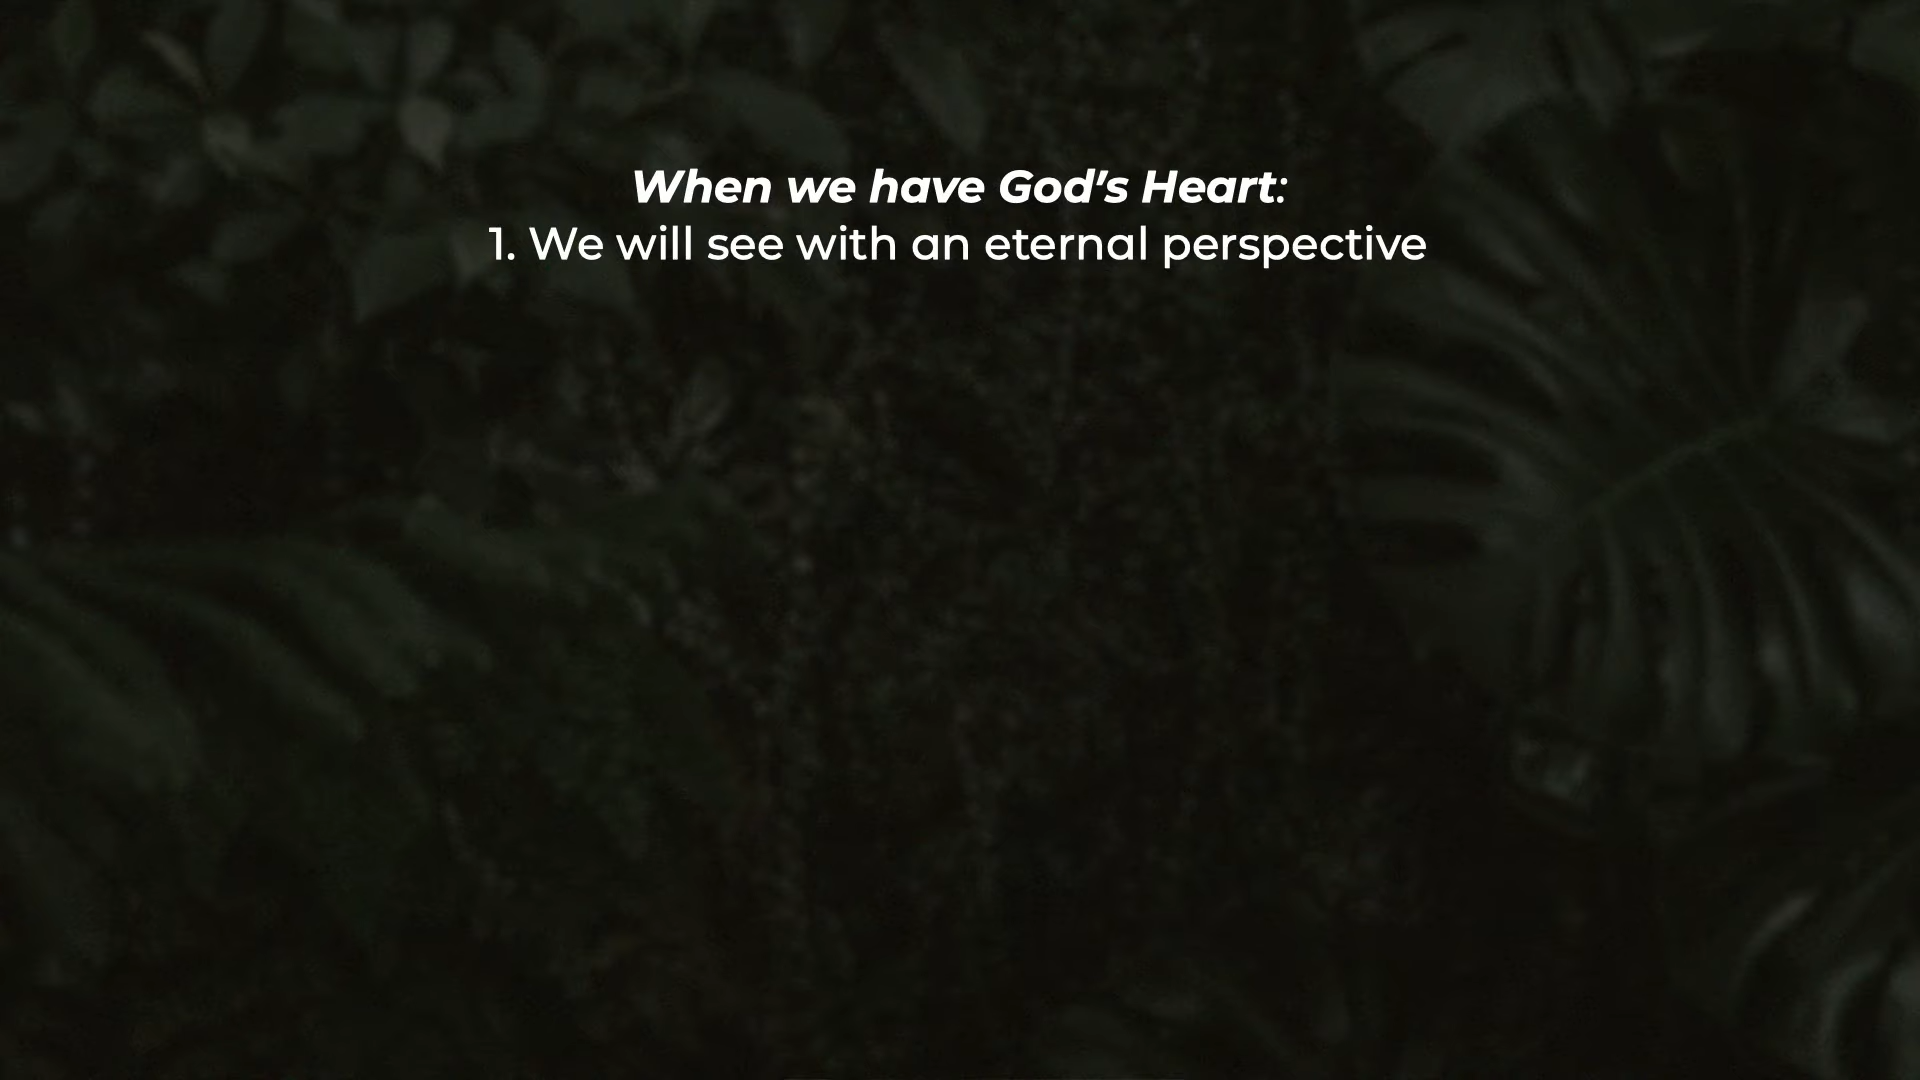 When we have God’s Heart:
1. We will see with an eternal perspective